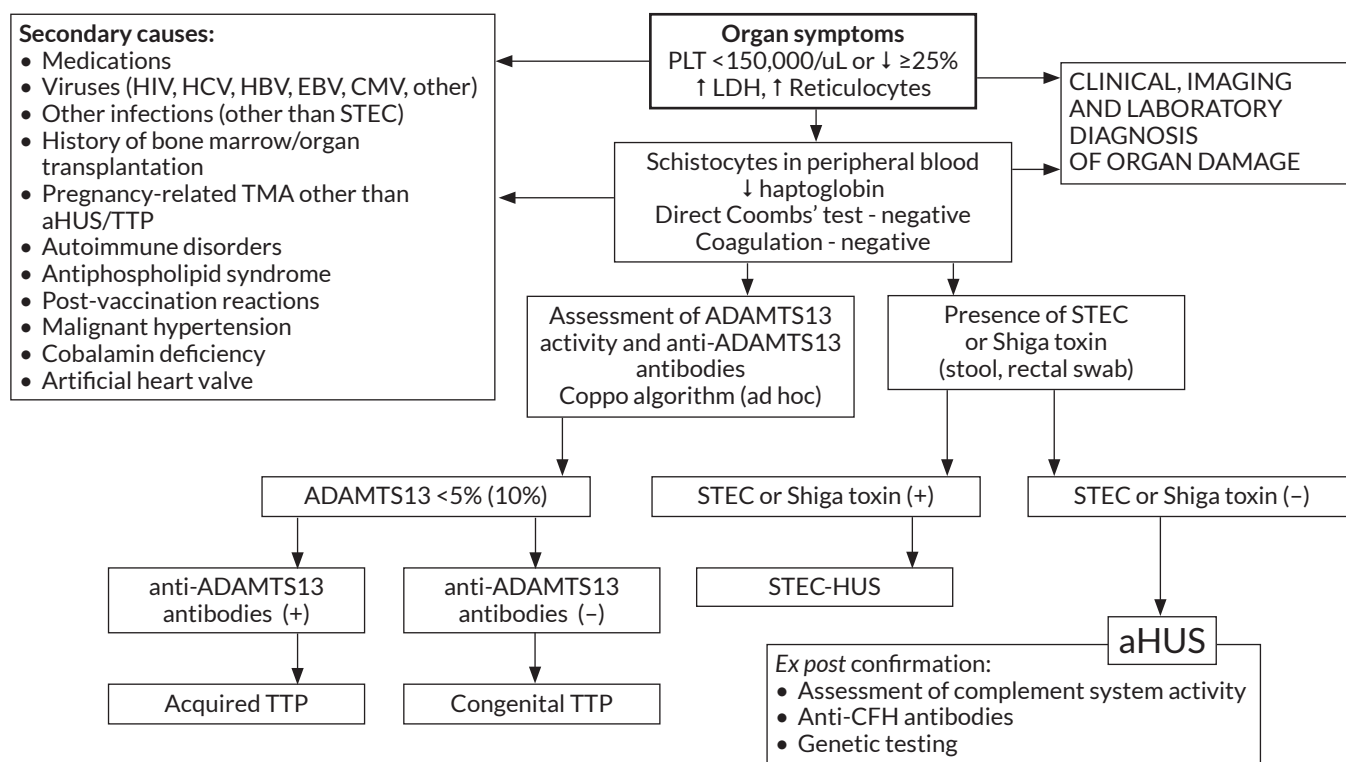 Secondary causes:
• Medications
• Viruses (HIV, HCV, HBV, EBV, CMV, other)
• Other infections (other than STEC)
• History of bone marrow/organ
transplantation
• Pregnancy-related TMA other than
aHUS/TTP
• Autoimmune disorders
• Antiphospholipid syndrome
• Post-vaccination reactions
• Malignant hypertension
• Cobalamin deficiency
• Artificial heart valve
Organ symptoms
PLT <150,000/uL or ↓ ≥25%
↑ LDH, ↑ Reticulocytes
CLINICAL, IMAGING
AND LABORATORY
DIAGNOSIS
OF ORGAN DAMAGE
Schistocytes in peripheral blood
↓ haptoglobin
Direct Coombs’ test - negative
Coagulation - negative
Assessment of ADAMTS13
activity and anti-ADAMTS13
antibodies
Coppo algorithm (ad hoc)
Presence of STEC
or Shiga toxin
(stool, rectal swab)
ADAMTS13 <5% (10%)
STEC or Shiga toxin (+)
STEC or Shiga toxin (–)
anti-ADAMTS13
antibodies (+)
anti-ADAMTS13
antibodies (–)
STEC-HUS
Acquired TTP
Congenital TTP
aHUS
Ex post confirmation:
• Assessment of complement system activity
• Anti-CFH antibodies
• Genetic testing